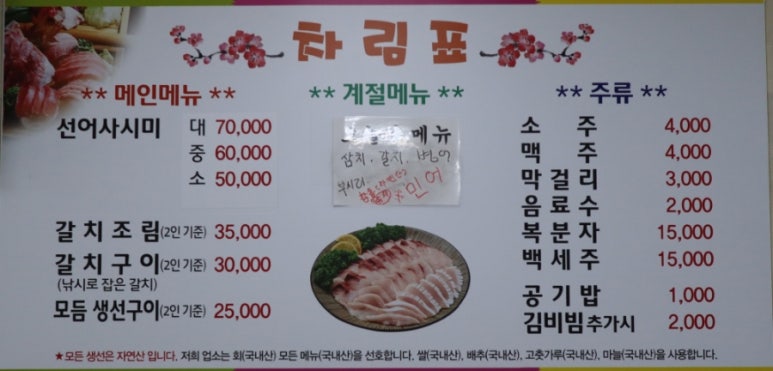 차림표
** 메인메뉴 **
선어사시미 대 70,000
중 60,000
소 50,000
갈치조림(2인 기준) 35,000
갈치구이(2인 기준) 30,000
(낚시로 잡은 갈치)
모듬 생선구이(2인 기준) 25,000
** 계절메뉴 **
메뉴
삼치, 갈치, 병어
부시리
x 민어
** 주류 **
소주 4,000
맥주 4,000
막걸리 3,000
음료수 2,000
복분자 15,000
백세주 15,000
공기밥 1,000
김비빔 추가시 2,000
★모든 생선은 자연산 입니다. 저희 업소는 회(국내산) 모든 메뉴(국내산)을 선호합니다. 쌀(국내산), 배추(국내산), 고춧가루(국내산), 마늘(국내산)을 사용합니다.